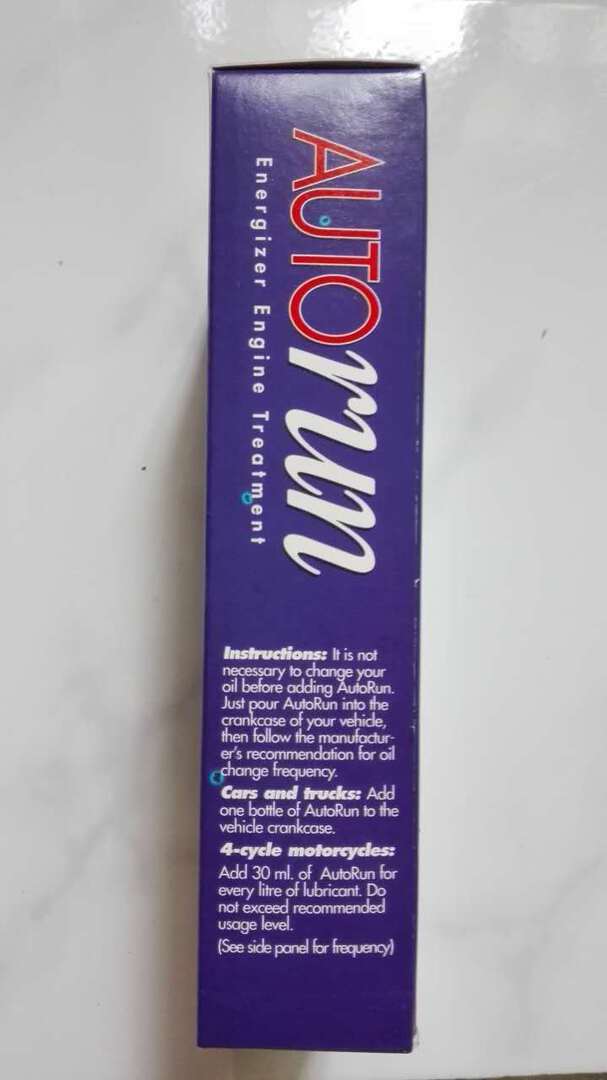 AUTOrun
Energizer Engine Treatment
Instructions: It is not
necessary to change your
oil before adding AutoRun.
Just pour AutoRun into the
crankcase of your vehicle,
then follow the manufactur-
er's recommendation for oil
change frequency.
Cars and trucks: Add
one bottle of AutoRun to the
vehicle crankcase.
4-cycle motorcycles:
Add 30 ml. of AutoRun for
every litre of lubricant. Do
not exceed recommended
usage level.
(See side panel for frequency)